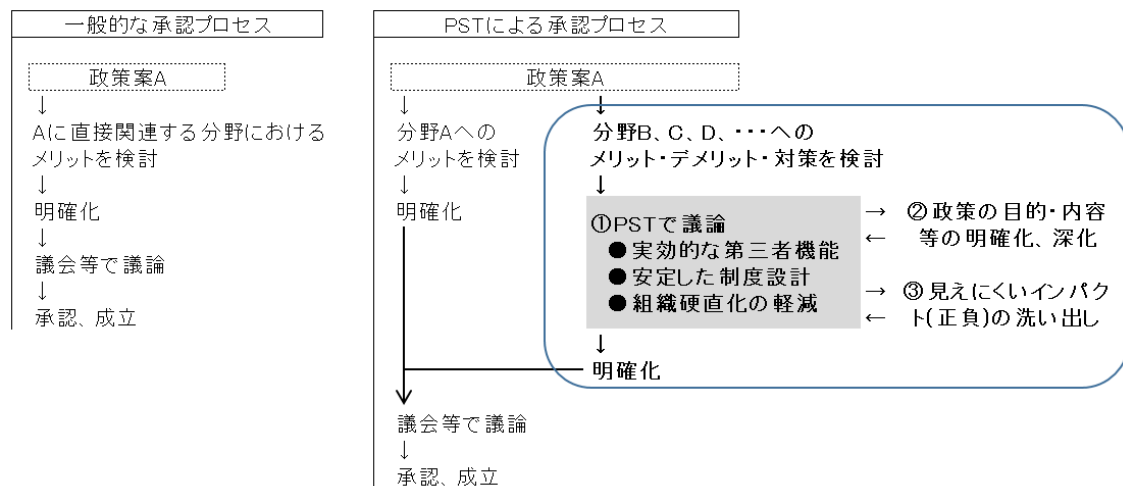 一般的な承認プロセス
政策案A
↓
Aに直接関連する分野における
メリットを検討
↓
明確化
↓
議会等で議論
↓
承認、成立
PSTによる承認プロセス
政策案A
↓
分野Aへの
メリットを検討
↓
明確化
↓
分野B、C、D、・・・への
メリット・デメリット・対策を検討
↓
①PSTで議論
●実効的な第三者機能
●安定した制度設計
●組織硬直化の軽減
→ ②政策の目的・内容
← 等の明確化、深化
→ ③見えにくいインパク
← ト(正負)の洗い出し
↓
明確化
議会等で議論
↓
承認、成立